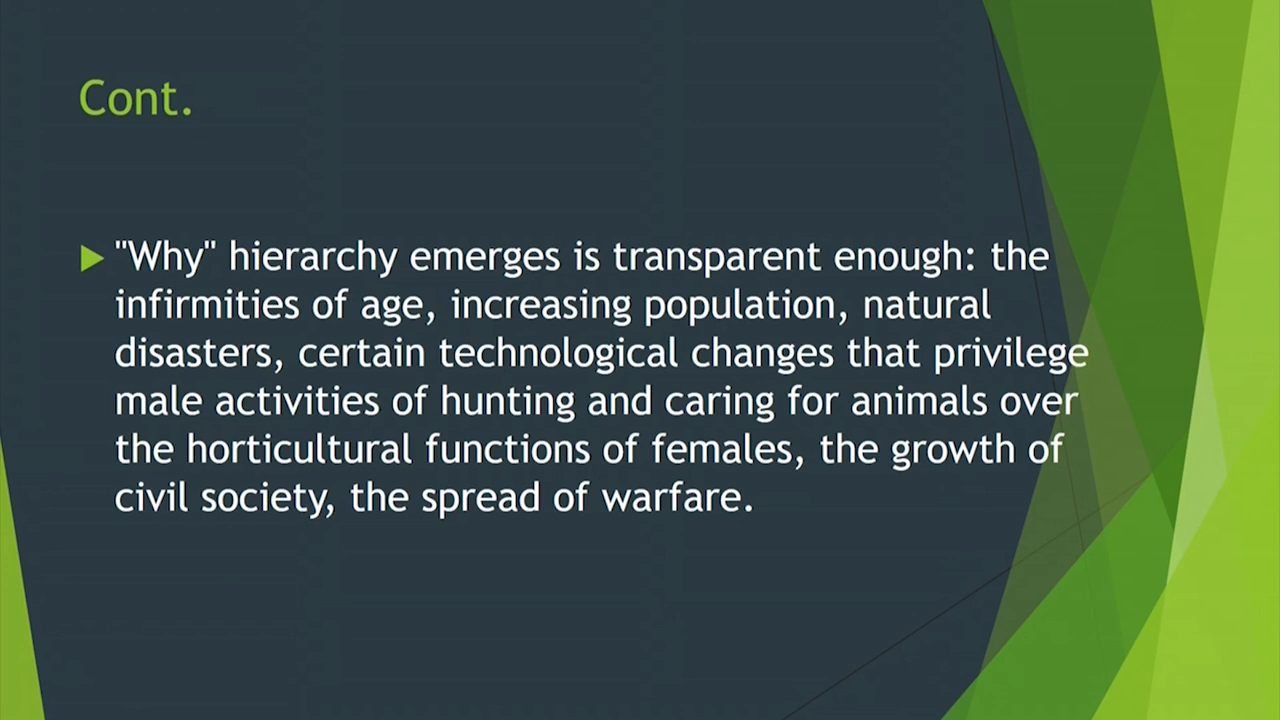 Cont.
"Why" hierarchy emerges is transparent enough: the
infirmities of age, increasing population, natural
disasters, certain technological changes that privilege
male activities of hunting and caring for animals over
the horticultural functions of females, the growth of
civil society, the spread of warfare.